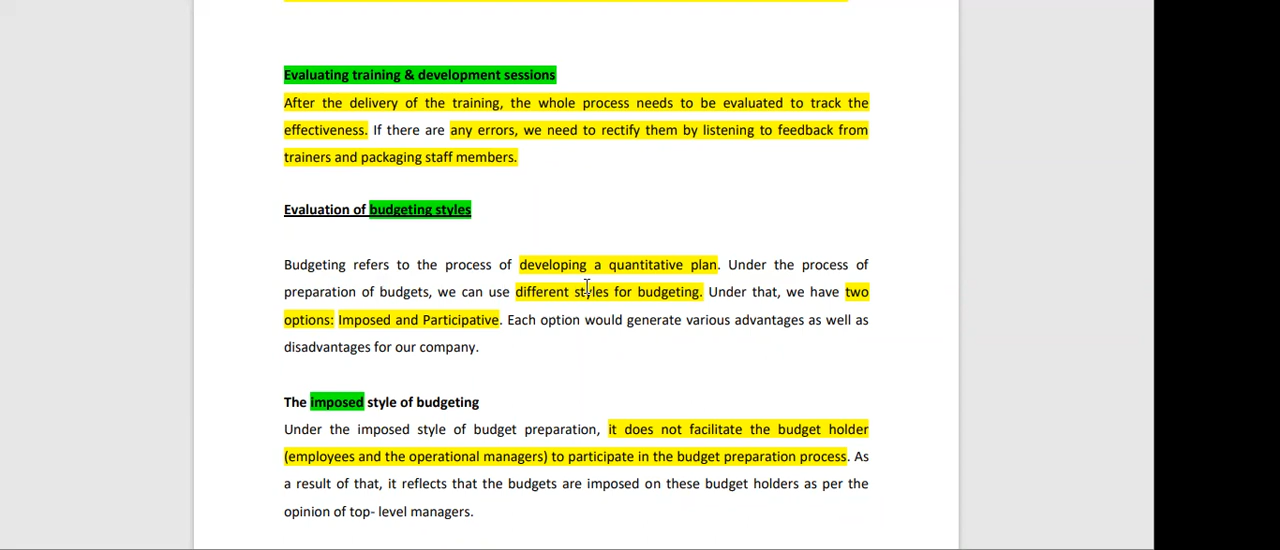 Evaluating training & development sessions
After the delivery of the training, the whole process needs to be evaluated to track the
effectiveness. If there are any errors, we need to rectify them by listening to feedback from
trainers and packaging staff members.
Evaluation of budgeting styles
Budgeting refers to the process of developing a quantitative plan. Under the process of
preparation of budgets, we can use different styles for budgeting. Under that, we have two
options: Imposed and Participative. Each option would generate various advantages as well as
disadvantages for our company.
The imposed style of budgeting
Under the imposed style of budget preparation, it does not facilitate the budget holder
(employees and the operational managers) to participate in the budget preparation process. As
a result of that, it reflects that the budgets are imposed on these budget holders as per the
opinion of top- level managers.